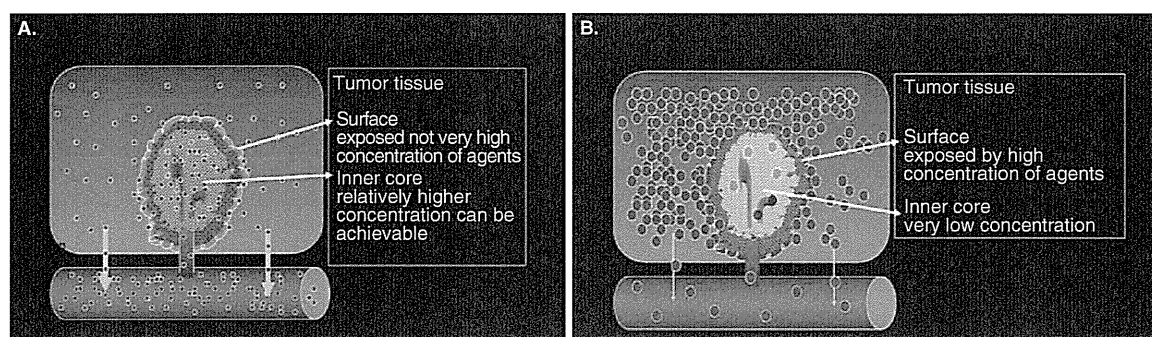 A.
Tumor tissue
Surface
exposed not very high
concentration of agents
Inner core
relatively higher
concentration can be
achievable
B.
Tumor tissue
Surface
exposed by high
concentration of agents
Inner core
very low concentration